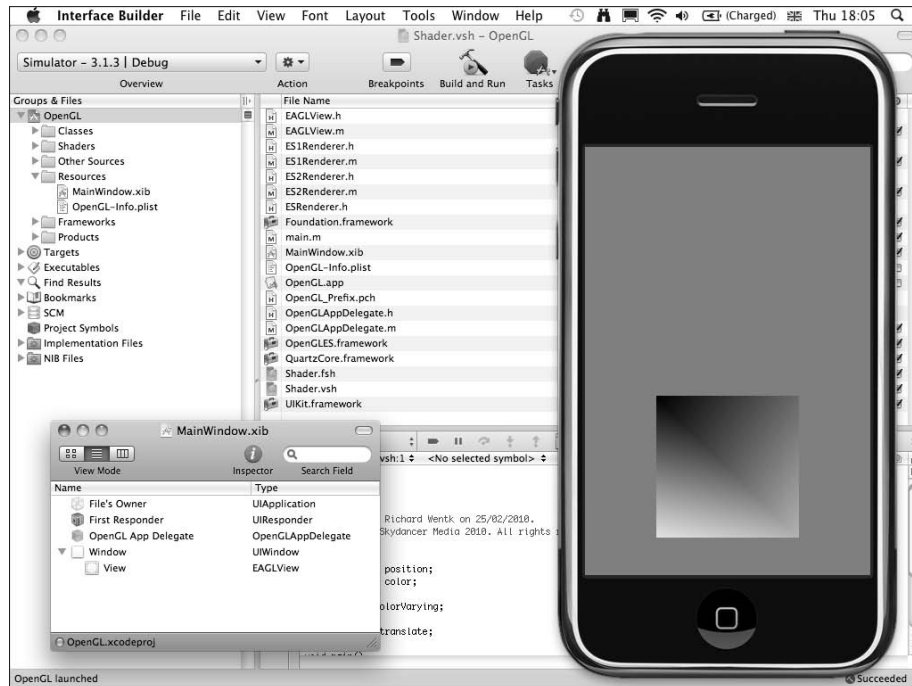 Interface Builder File Edit View Font Layout Tools Window Help (Charged) Thu 18:05
Shader.vsh – OpenGL
Simulator – 3.1.3 | Debug
Overview Action Breakpoints Build and Run Tasks
Groups & Files
OpenGL
Classes
Shaders
Other Sources
Resources
MainWindow.xib
OpenGL-Info.plist
Frameworks
Products
Targets
Executables
Find Results
Bookmarks
SCM
Project Symbols
Implementation Files
NIB Files
File Name
EAGLView.h
EAGLView.m
ES1Renderer.h
ES1Renderer.m
ES2Renderer.h
ES2Renderer.m
ESRenderer.h
Foundation.framework
main.m
MainWindow.xib
OpenGL-Info.plist
OpenGL.app
OpenGL_Prefix.pch
OpenGLAppDelegate.h
OpenGLAppDelegate.m
OpenGLES.framework
QuartzCore.framework
Shader.fsh
Shader.vsh
UIKit.framework
vsh:1 <No selected symbol>
Richard Wentk on 25/02/2010.
Skydancer Media 2010. All rights
position;
color;
olorVarying;
translate;
MainWindow.xib
View Mode Inspector Search Field
Name Type
File's Owner UIApplication
First Responder UIResponder
OpenGL App Delegate OpenGLAppDelegate
Window UIWindow
View EAGLView
OpenGL.xcodeproj
OpenGL launched Succeeded